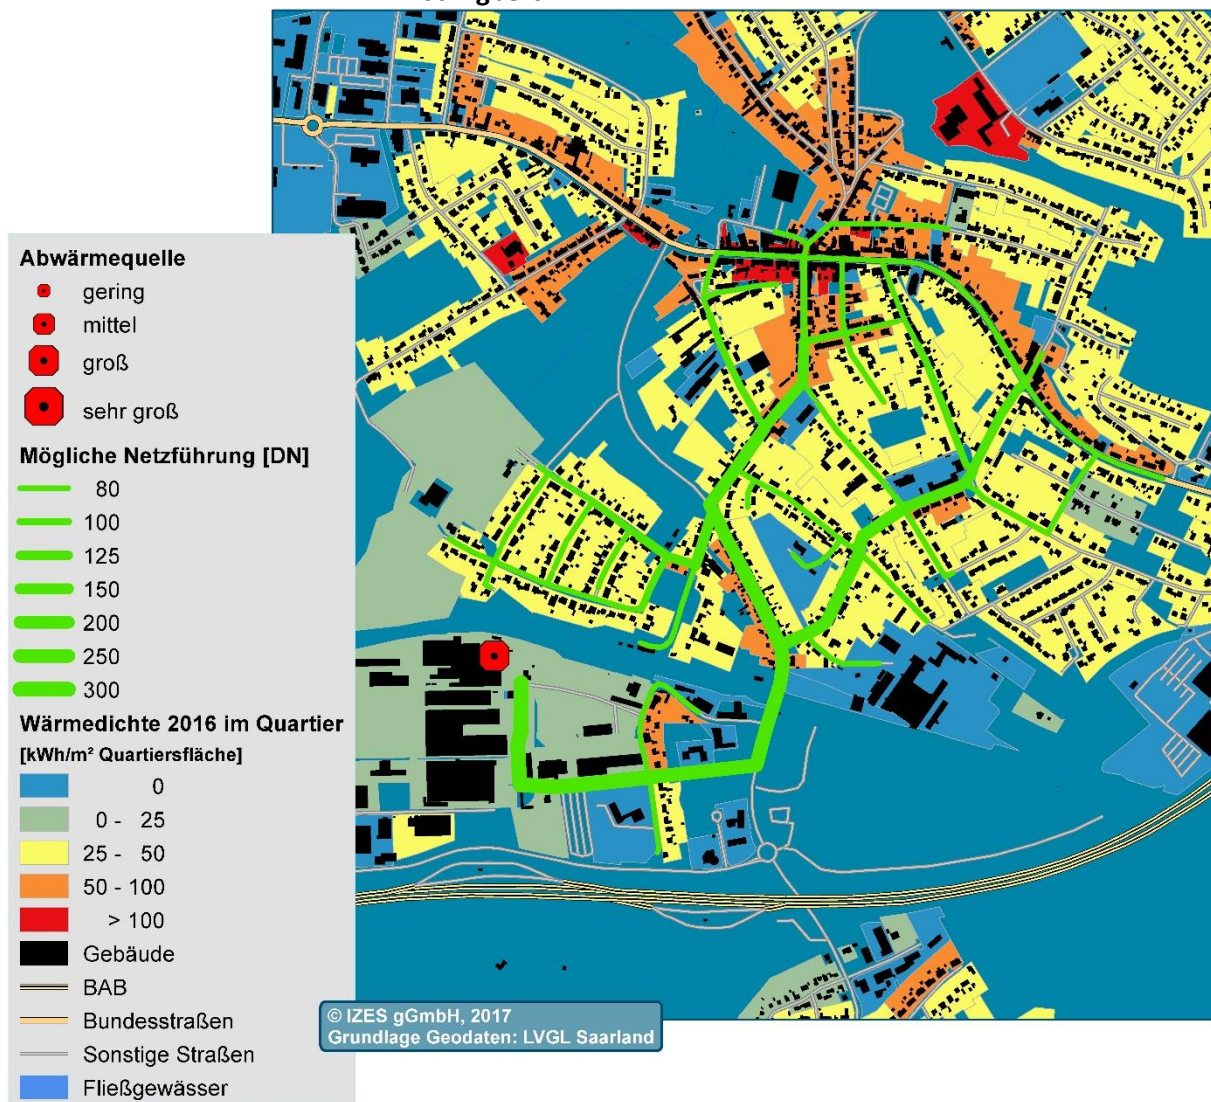 Abwärmequelle
gering
mittel
groß
sehr groß
Mögliche Netzführung [DN]
80
100
125
150
200
250
300
Wärmedichte 2016 im Quartier
[kWh/m² Quartiersfläche]
0
0 - 25
25 - 50
50 - 100
> 100
Gebäude
BAB
Bundesstraßen
Sonstige Straßen
Fließgewässer
© IZES gGmbH, 2017
Grundlage Geodaten: LVGL Saarland